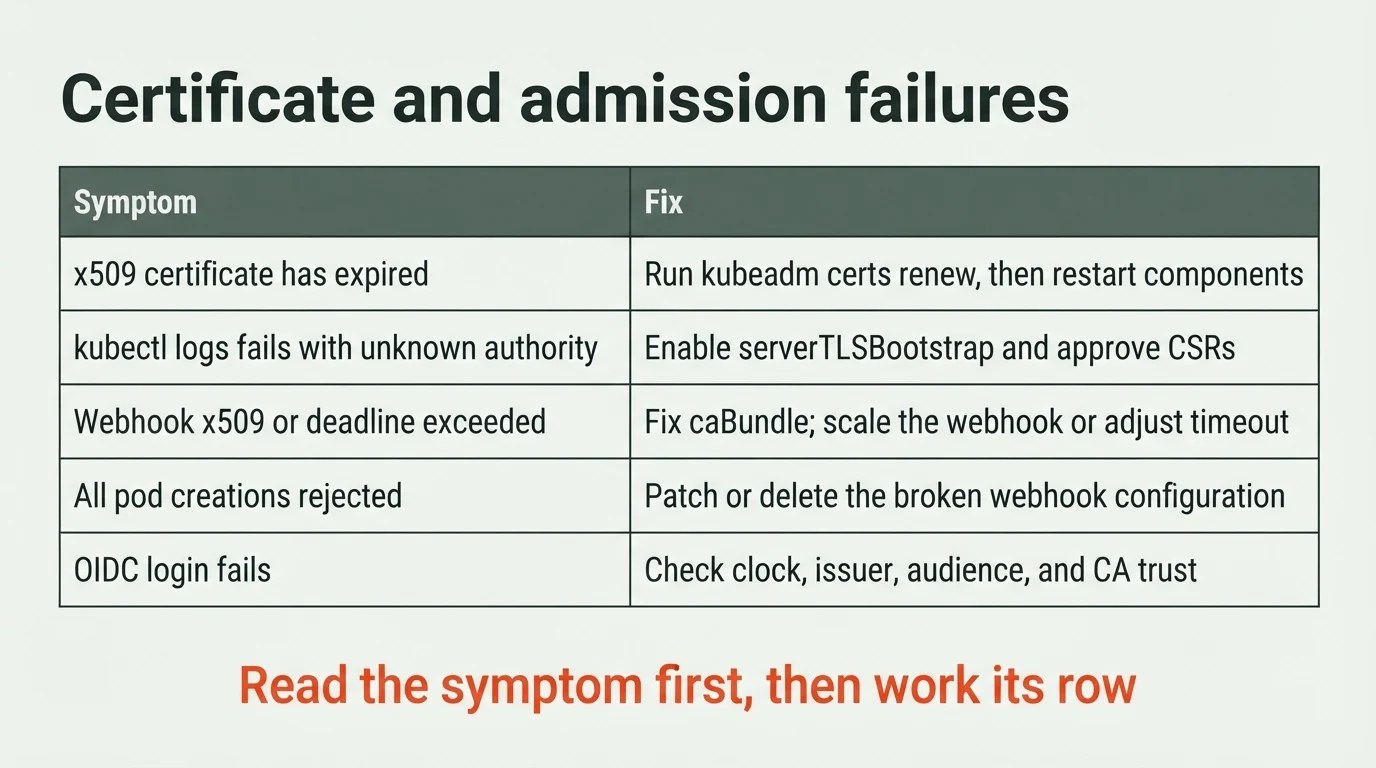 Certificate and admission failures
Symptom
Fix
x509 certificate has expired
Run kubeadm certs renew, then restart components
kubectl logs fails with unknown authority
Enable serverTLSBootstrap and approve CSRs
Webhook x509 or deadline exceeded
Fix caBundle; scale the webhook or adjust timeout
All pod creations rejected
Patch or delete the broken webhook configuration
OIDC login fails
Check clock, issuer, audience, and CA trust
Read the symptom first, then work its row